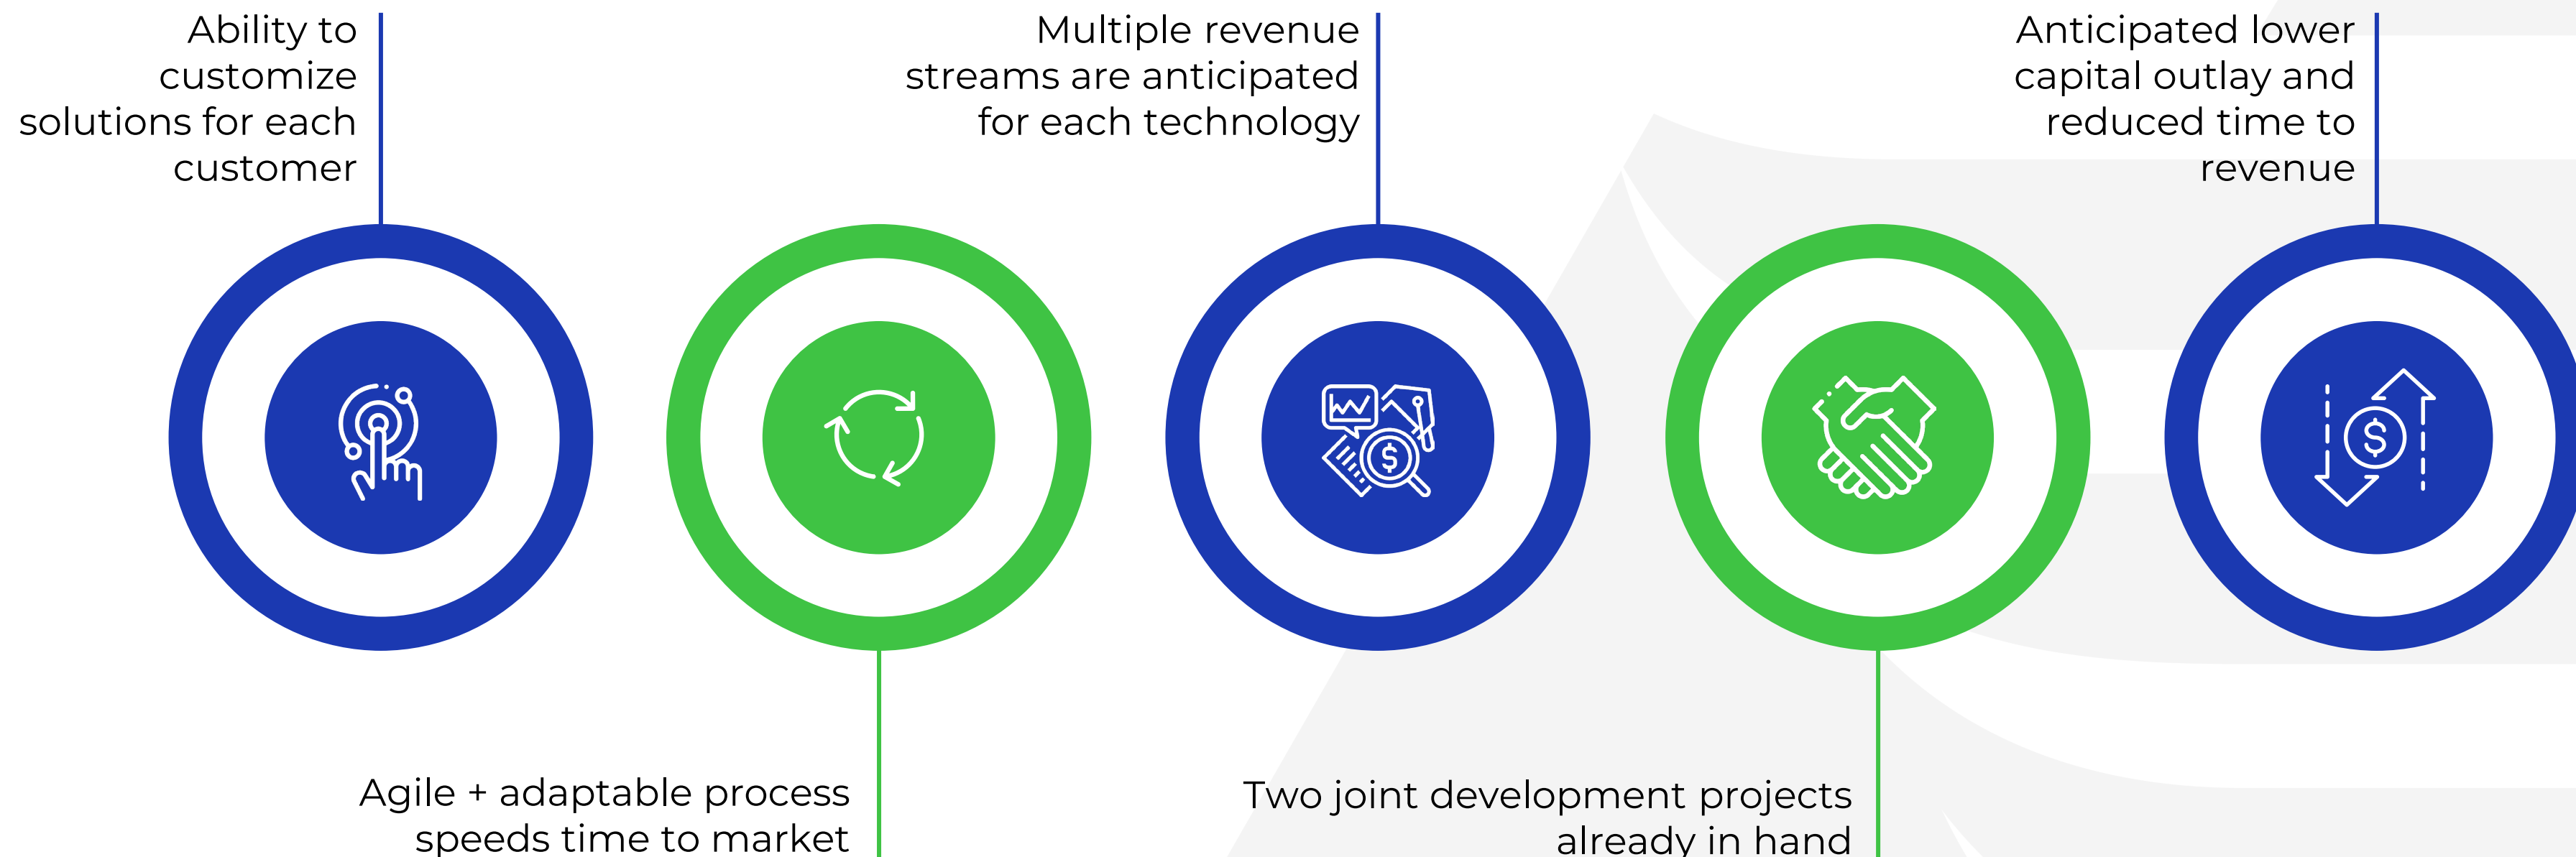 Ability to
customize
solutions for each
customer
Multiple revenue
streams are anticipated
for each technology
Anticipated lower
capital outlay and
reduced time to
revenue
$
$
Agile + adaptable process
speeds time to market
Two joint development projects
already in hand